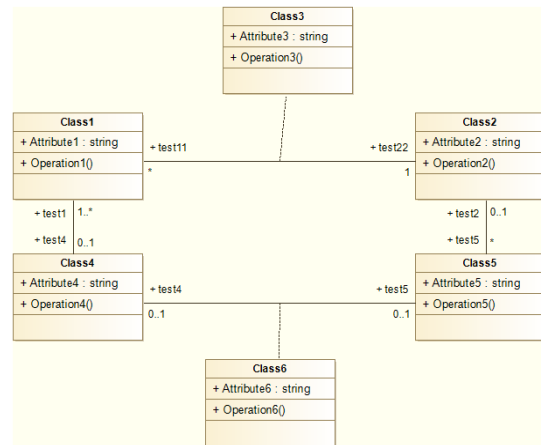 Class3
+ Attribute3 : string
+ Operation3()
Class1
+ Attribute1 : string
+ Operation1()
Class2
+ Attribute2 : string
+ Operation2()
+ test11
+ test22
*
1
+ test1
1..*
+ test4
0..1
+ test2
0..1
+ test5
*
Class4
+ Attribute4 : string
+ Operation4()
Class5
+ Attribute5 : string
+ Operation5()
+ test4
+ test5
0..1
0..1
Class6
+ Attribute6 : string
+ Operation6()